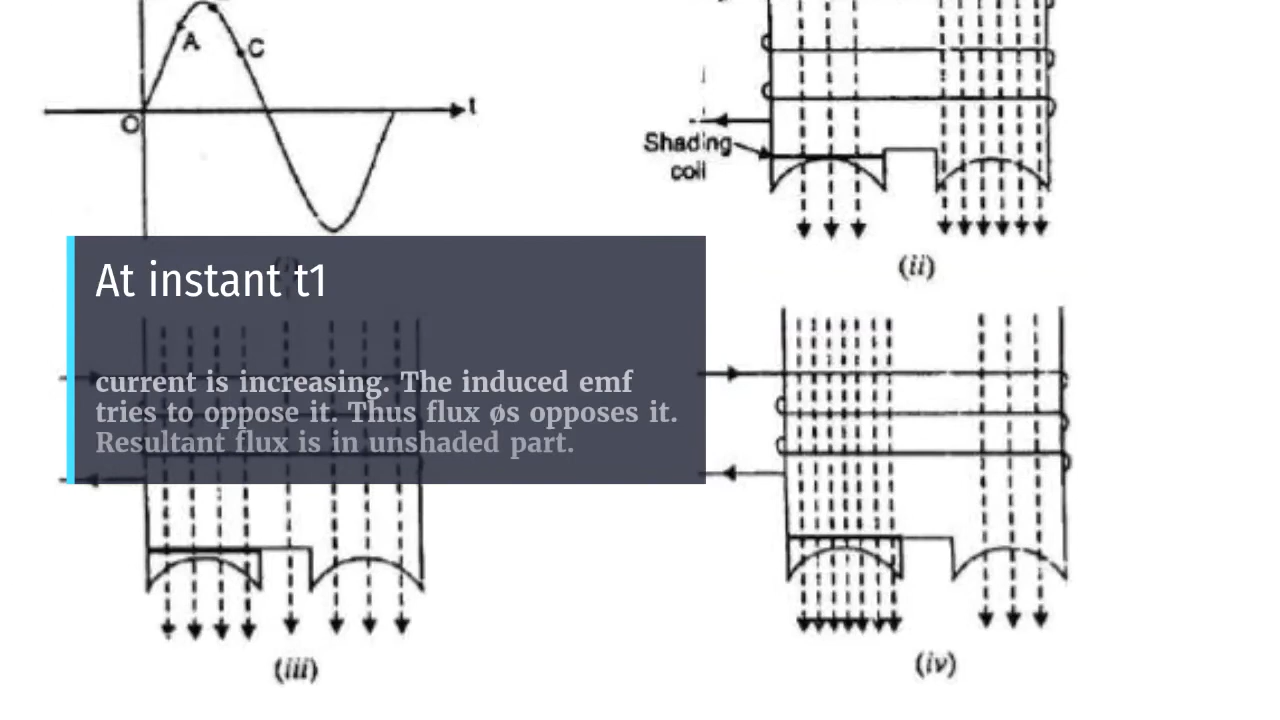 A
C
t
O
Shading
coil
(ii)
At instant t1
current is increasing. The induced emf
tries to oppose it. Thus flux øs opposes it.
Resultant flux is in unshaded part.
(iii)
(iv)